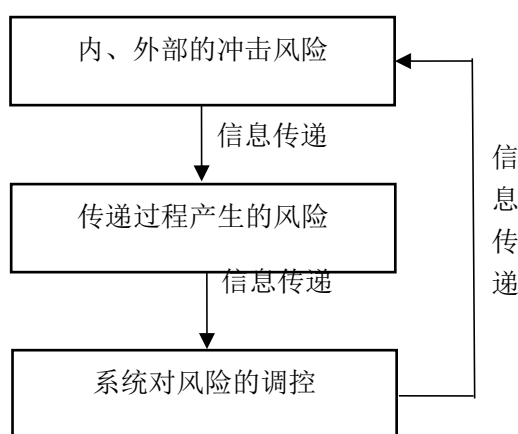 内、外部的冲击风险
信息传递
传递过程产生的风险
信息传递
系统对风险的调控
信
息
传
递